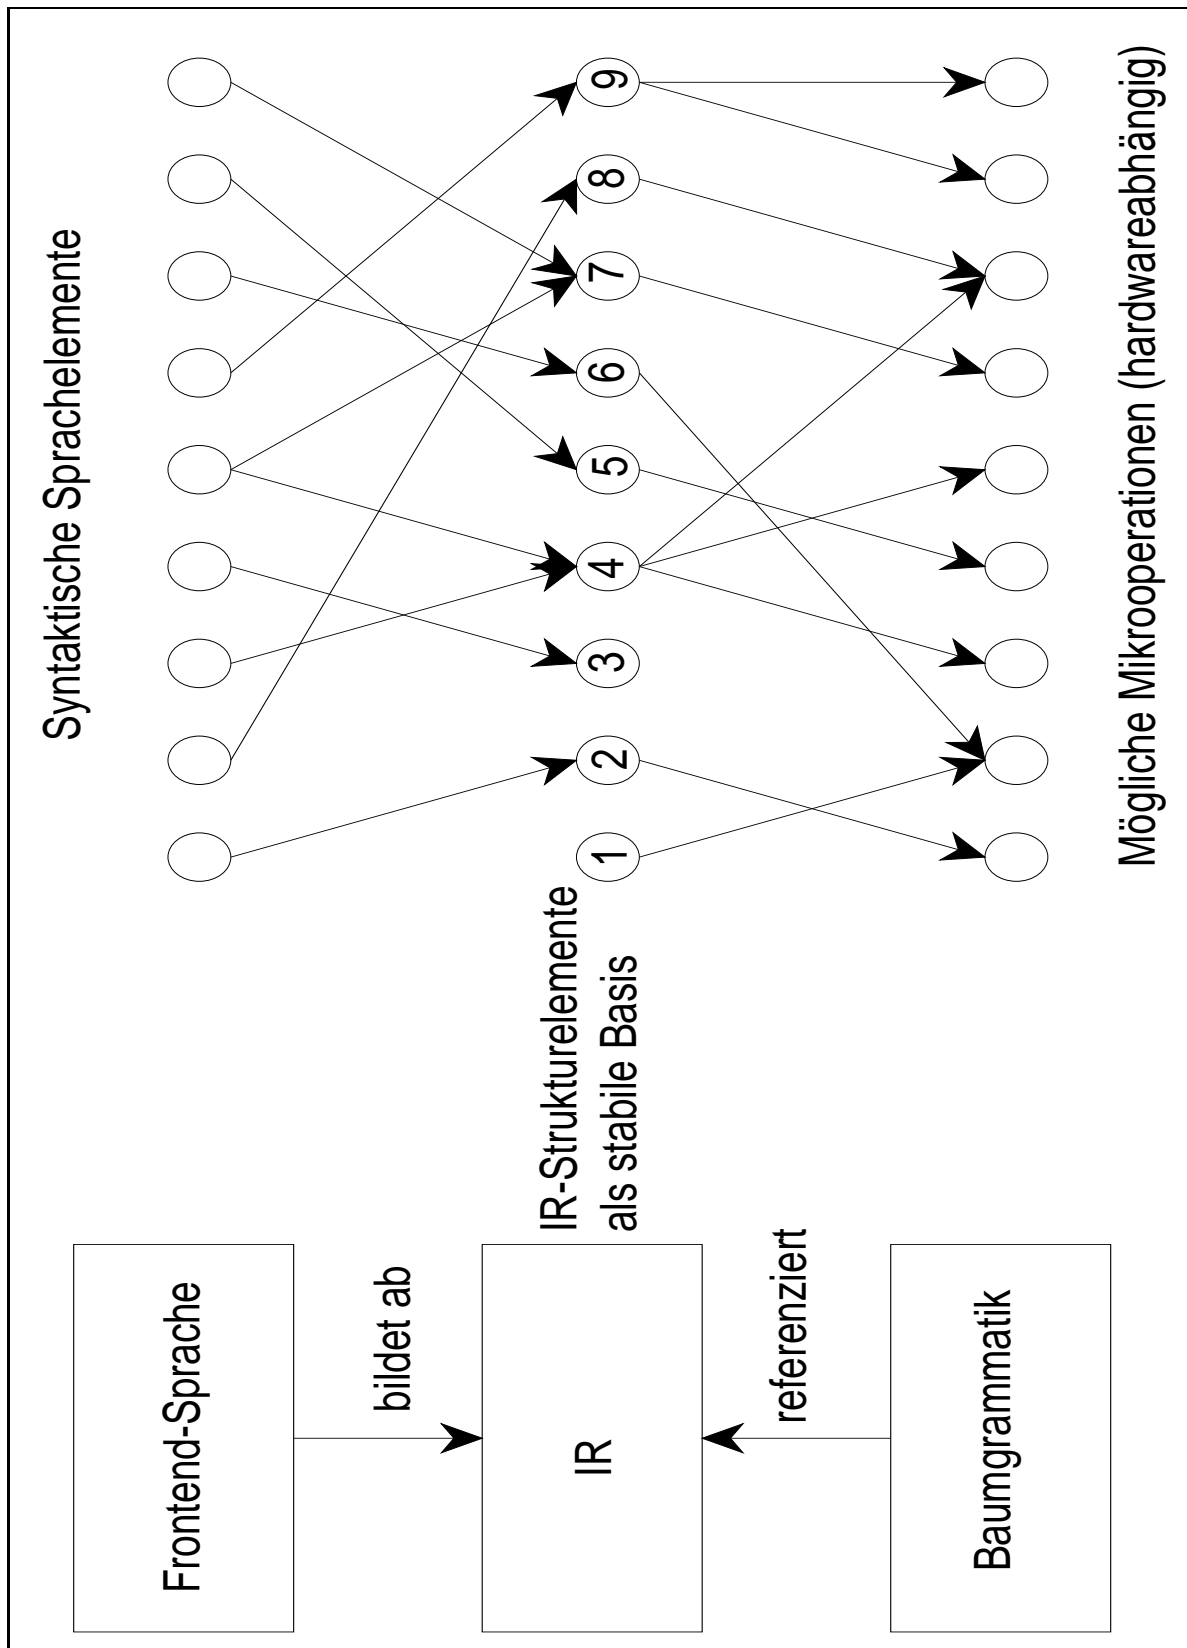 Frontend-Sprache
Syntaktische Sprachelemente
bildet ab
IR
IR-Strukturelemente
als stabile Basis
1
2
3
4
5
6
7
8
9
referenziert
Baumgrammatik
Mögliche Mikrooperationen (hardwareabhängig)